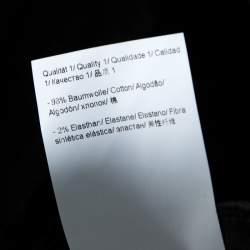 Qualität 1/ Quality 1/ Qualidade 1/ Calidad
1/ Качество 1/ 品质 1
- 98% Baumwolle/ Cotton/ Algodão/
Algodón/ хлопок/ 棉
- 2% Elasthan/ Elastane/ Elastano/ Fibra
sintética elástica/ эластан/ 弹性纤维